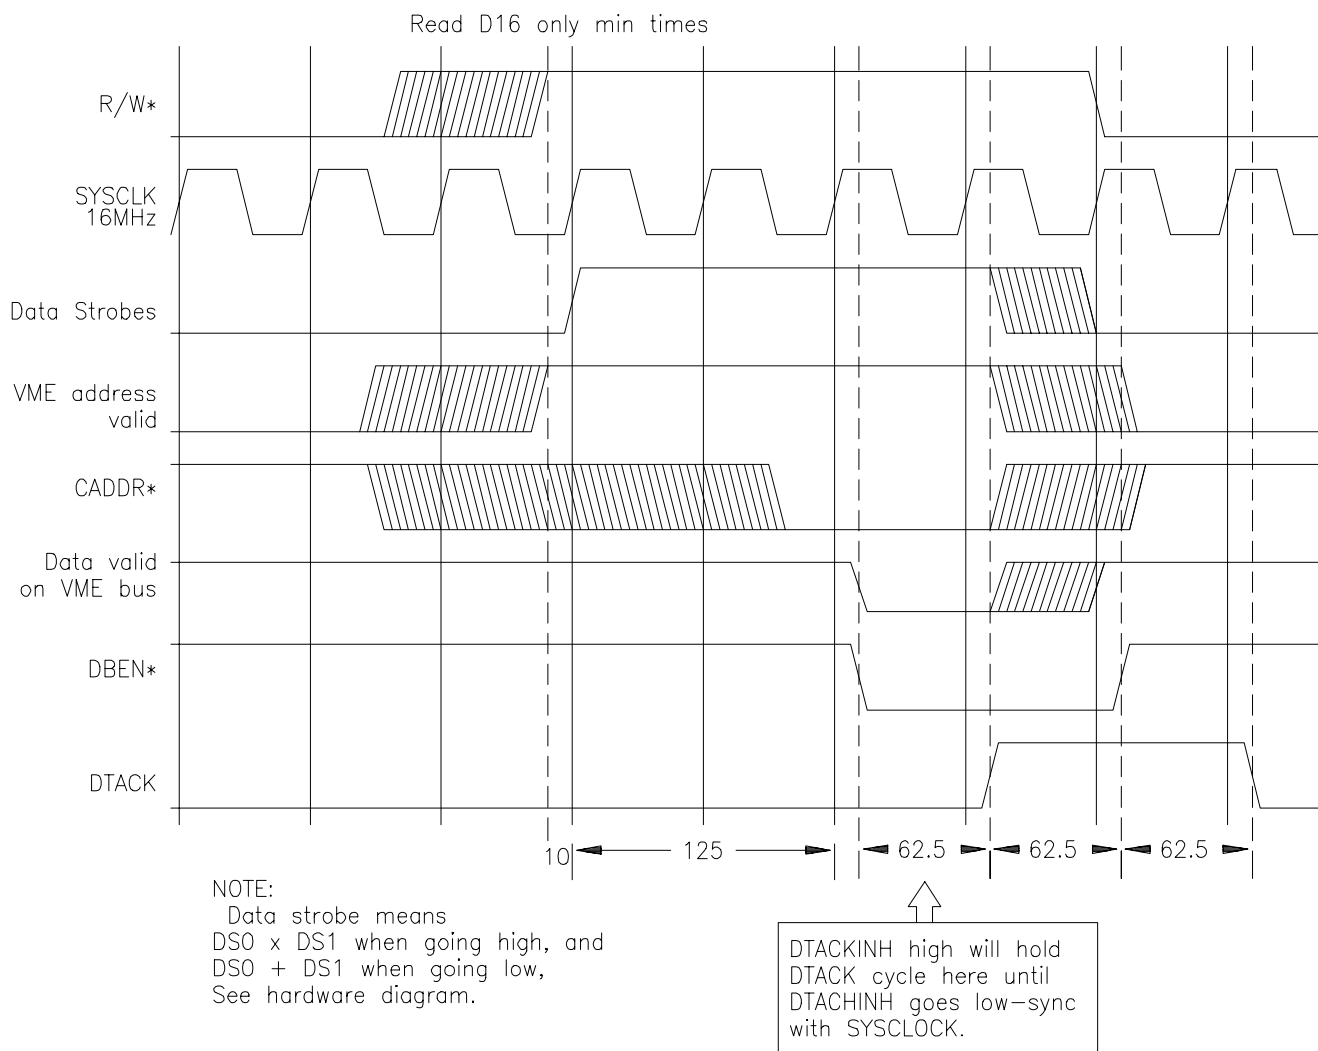 Read D16 only min times
R/W*
SYSCLK
16MHz
Data Strobes
VME address
valid
CADDR*
Data valid
on VME bus
DBEN*
DTACK
10
125
62.5
62.5
62.5
NOTE:
Data strobe means
DS0 x DS1 when going high, and
DS0 + DS1 when going low,
See hardware diagram.
DTACKINH high will hold
DTACK cycle here until
DTACHINH goes low-sync
with SYSCLOCK.